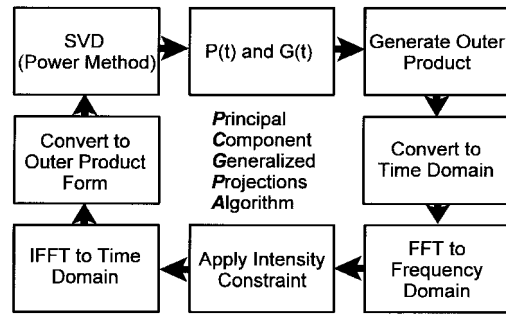 SVD
(Power Method)
P(t) and G(t)
Generate Outer
Product
Convert to
Outer Product
Form
Principal
Component
Generalized
Projections
Algorithm
Convert to
Time Domain
IFFT to Time
Domain
Apply Intensity
Constraint
FFT to
Frequency
Domain